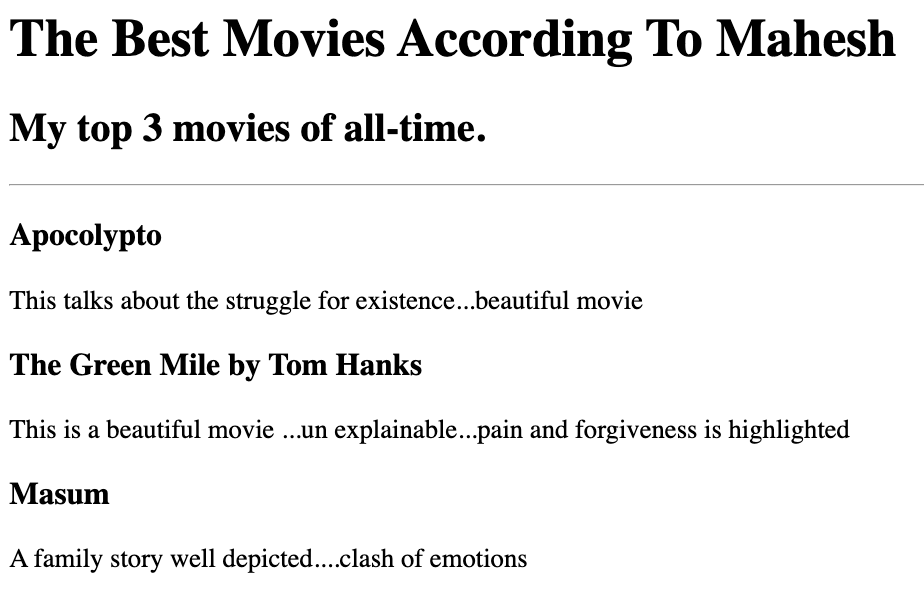 The Best Movies According To Mahesh
My top 3 movies of all-time.
Apocolypto
This talks about the struggle for existence...beautiful movie
The Green Mile by Tom Hanks
This is a beautiful movie ...un explainable...pain and forgiveness is highlighted
Masum
A family story well depicted....clash of emotions